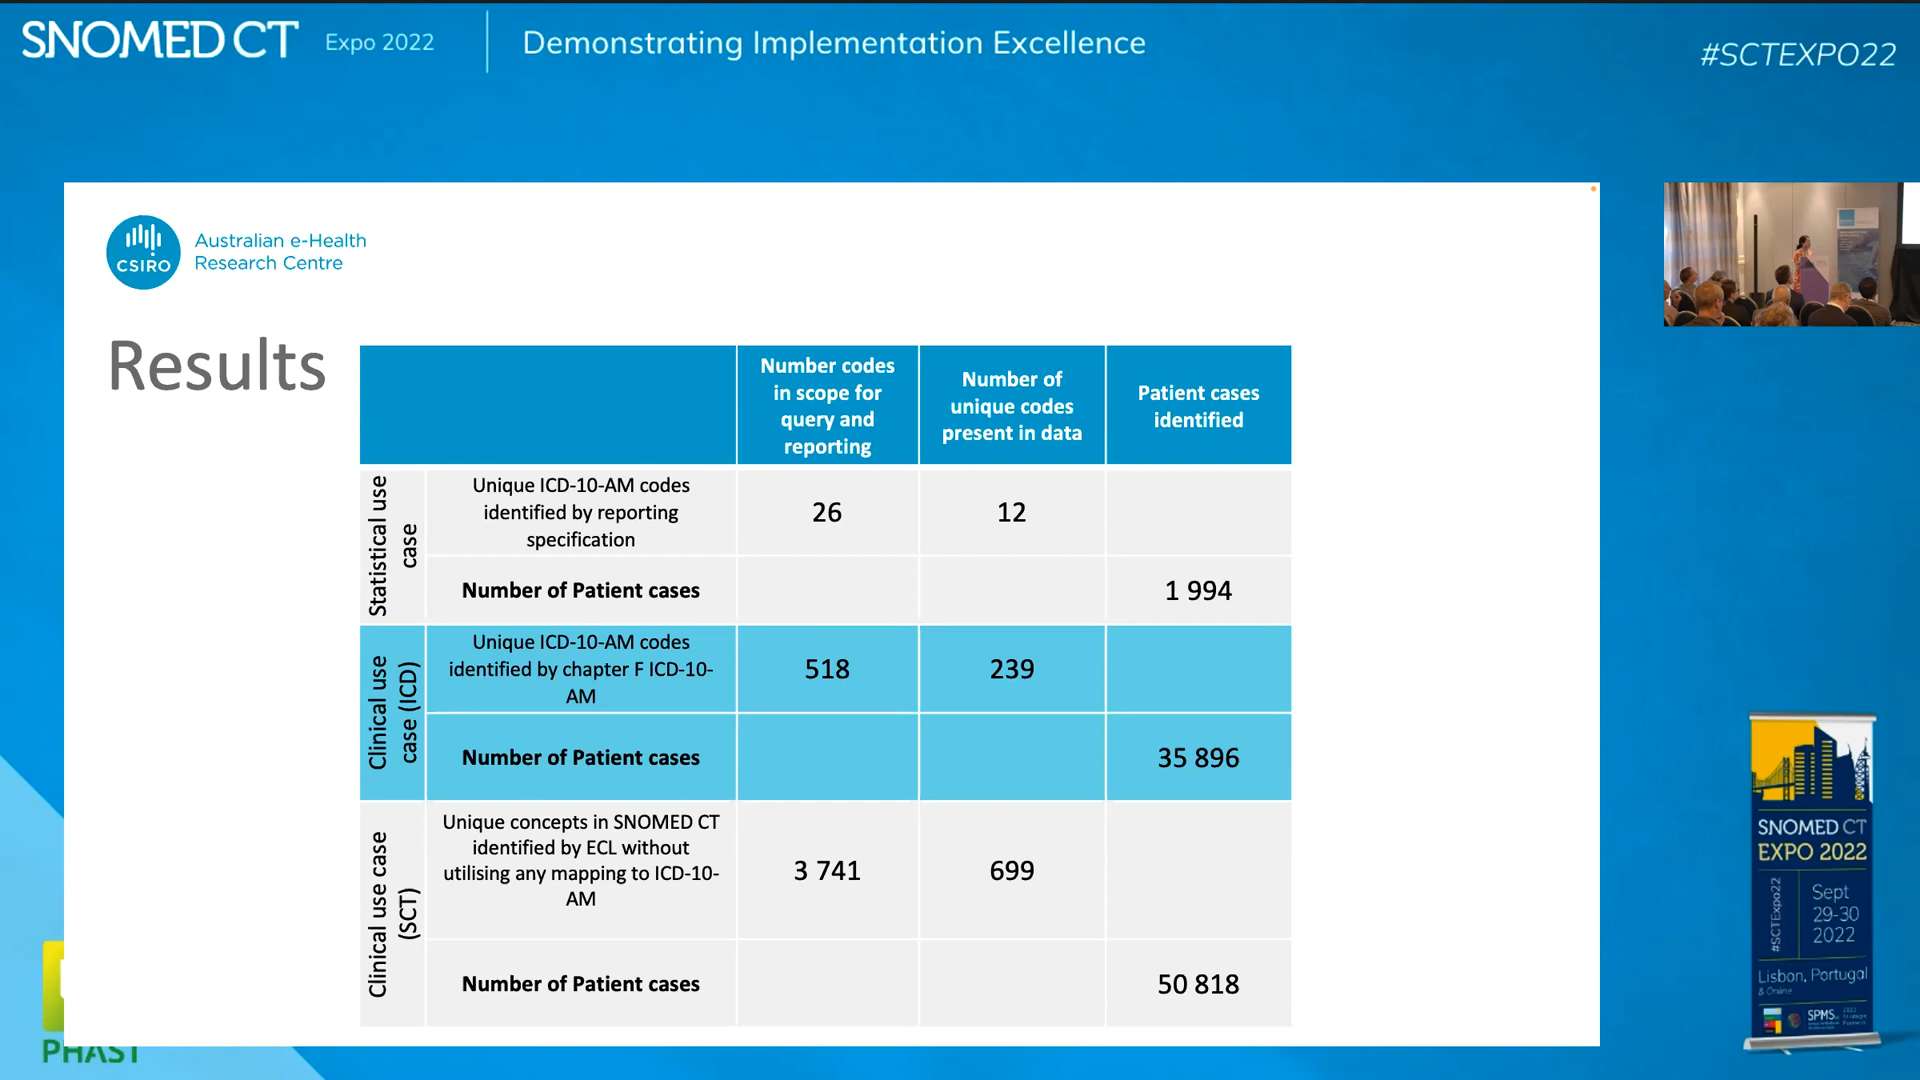 SNOMED CT Expo 2022 Demonstrating Implementation Excellence
#SCTEXPO22
CSIRO
Australian e-Health
Research Centre
Results
Number codes
in scope for
query and
reporting
Number of
unique codes
present in data
Patient cases
identified
Statistical use
case
Unique ICD-10-AM codes
identified by reporting
specification
26
12
Number of Patient cases
1 994
Clinical use
case (ICD)
Unique ICD-10-AM codes
identified by chapter F ICD-10-
AM
518
239
Number of Patient cases
35 896
Clinical use case
(SCT)
Unique concepts in SNOMED CT
identified by ECL without
utilising any mapping to ICD-10-
AM
3 741
699
Number of Patient cases
50 818
PHAST
SNOMED CT
EXPO 2022
#SCTExpo22
Sept
29-30
2022
Lisbon, Portugal
& Online
SPMS